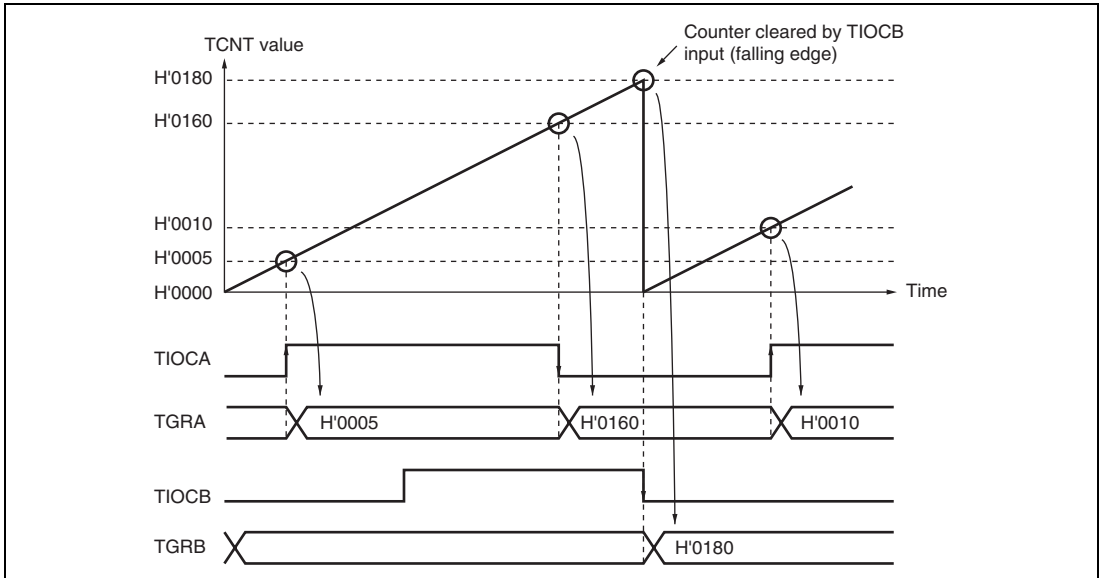 Counter cleared by TIOCB
input (falling edge)
TCNT value
H'0180
H'0160
H'0010
H'0005
H'0000
Time
TIOCA
TGRA
H'0005
H'0160
H'0010
TIOCB
TGRB
H'0180